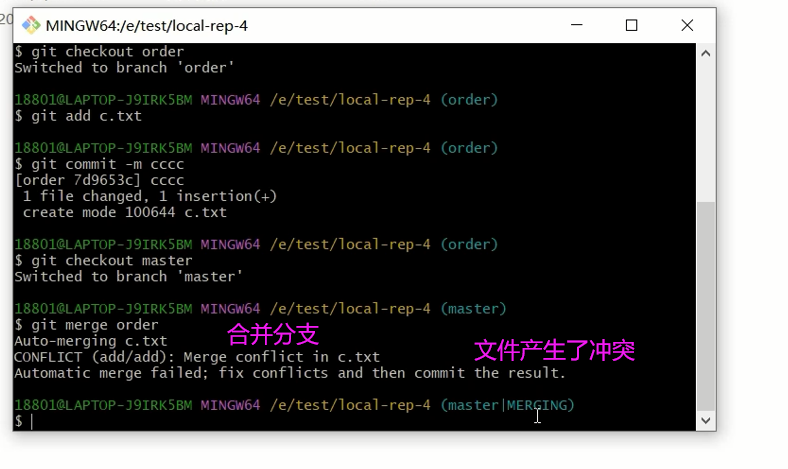 20
MINGW64:/e/test/local-rep-4
$ git checkout order
Switched to branch 'order'
18801@LAPTOP-J9IRK5BM MINGW64 /e/test/local-rep-4 (order)
$ git add c.txt
18801@LAPTOP-J9IRK5BM MINGW64 /e/test/local-rep-4 (order)
$ git commit -m cccc
[order 7d9653c] cccc
1 file changed, 1 insertion(+)
create mode 100644 c.txt
18801@LAPTOP-J9IRK5BM MINGW64 /e/test/local-rep-4 (order)
$ git checkout master
Switched to branch 'master'
18801@LAPTOP-J9IRK5BM MINGW64 /e/test/local-rep-4 (master)
$ git merge order
合并分支
Auto-merging c.txt
文件产生了冲突
CONFLICT (add/add): Merge conflict in c.txt
Automatic merge failed; fix conflicts and then commit the result.
18801@LAPTOP-J9IRK5BM MINGW64 /e/test/local-rep-4 (master|MERGING)
$